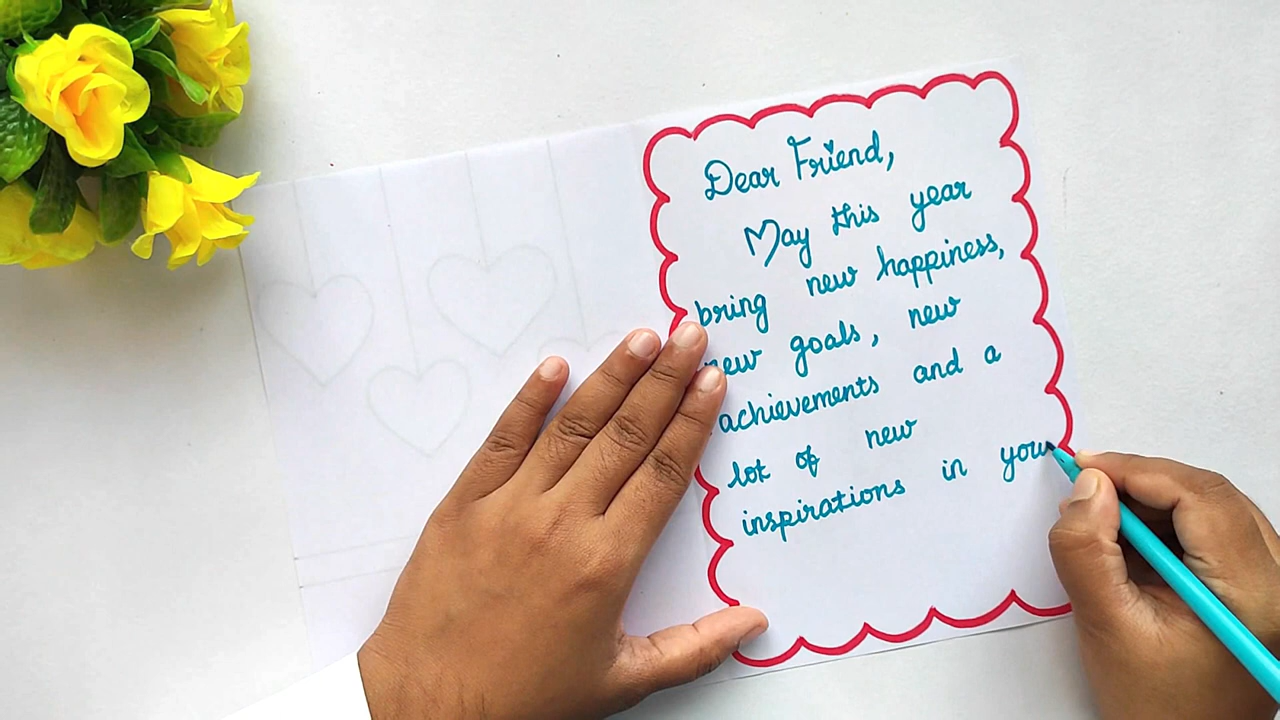 Dear Friend,
May this year
bring new happiness,
new goals, new
achievements and a
lot of new
inspirations in your